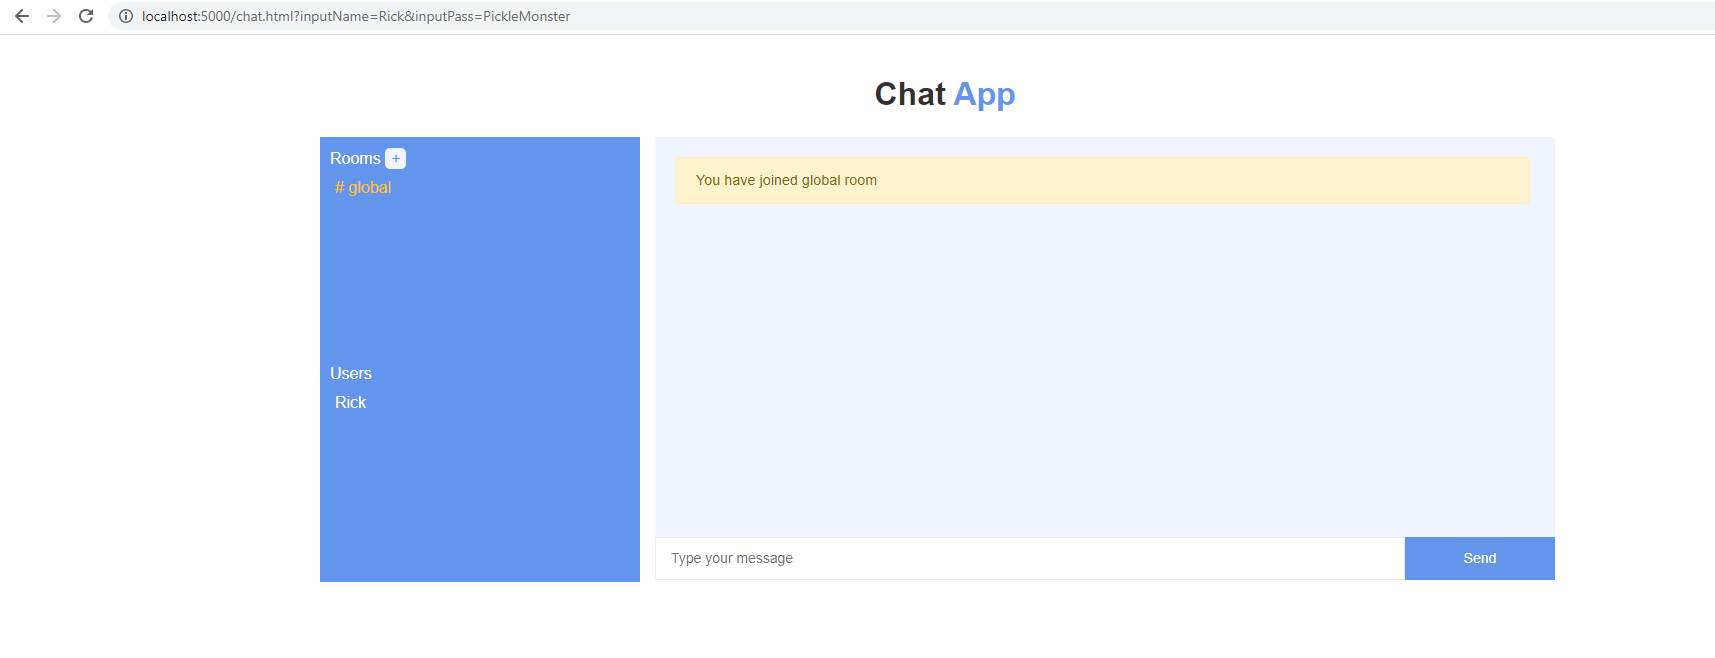 localhost:5000/chat.html?inputName=Rick&inputPass=PickleMonster
Chat App
Rooms +
# global
Users
Rick
You have joined global room
Type your message
Send